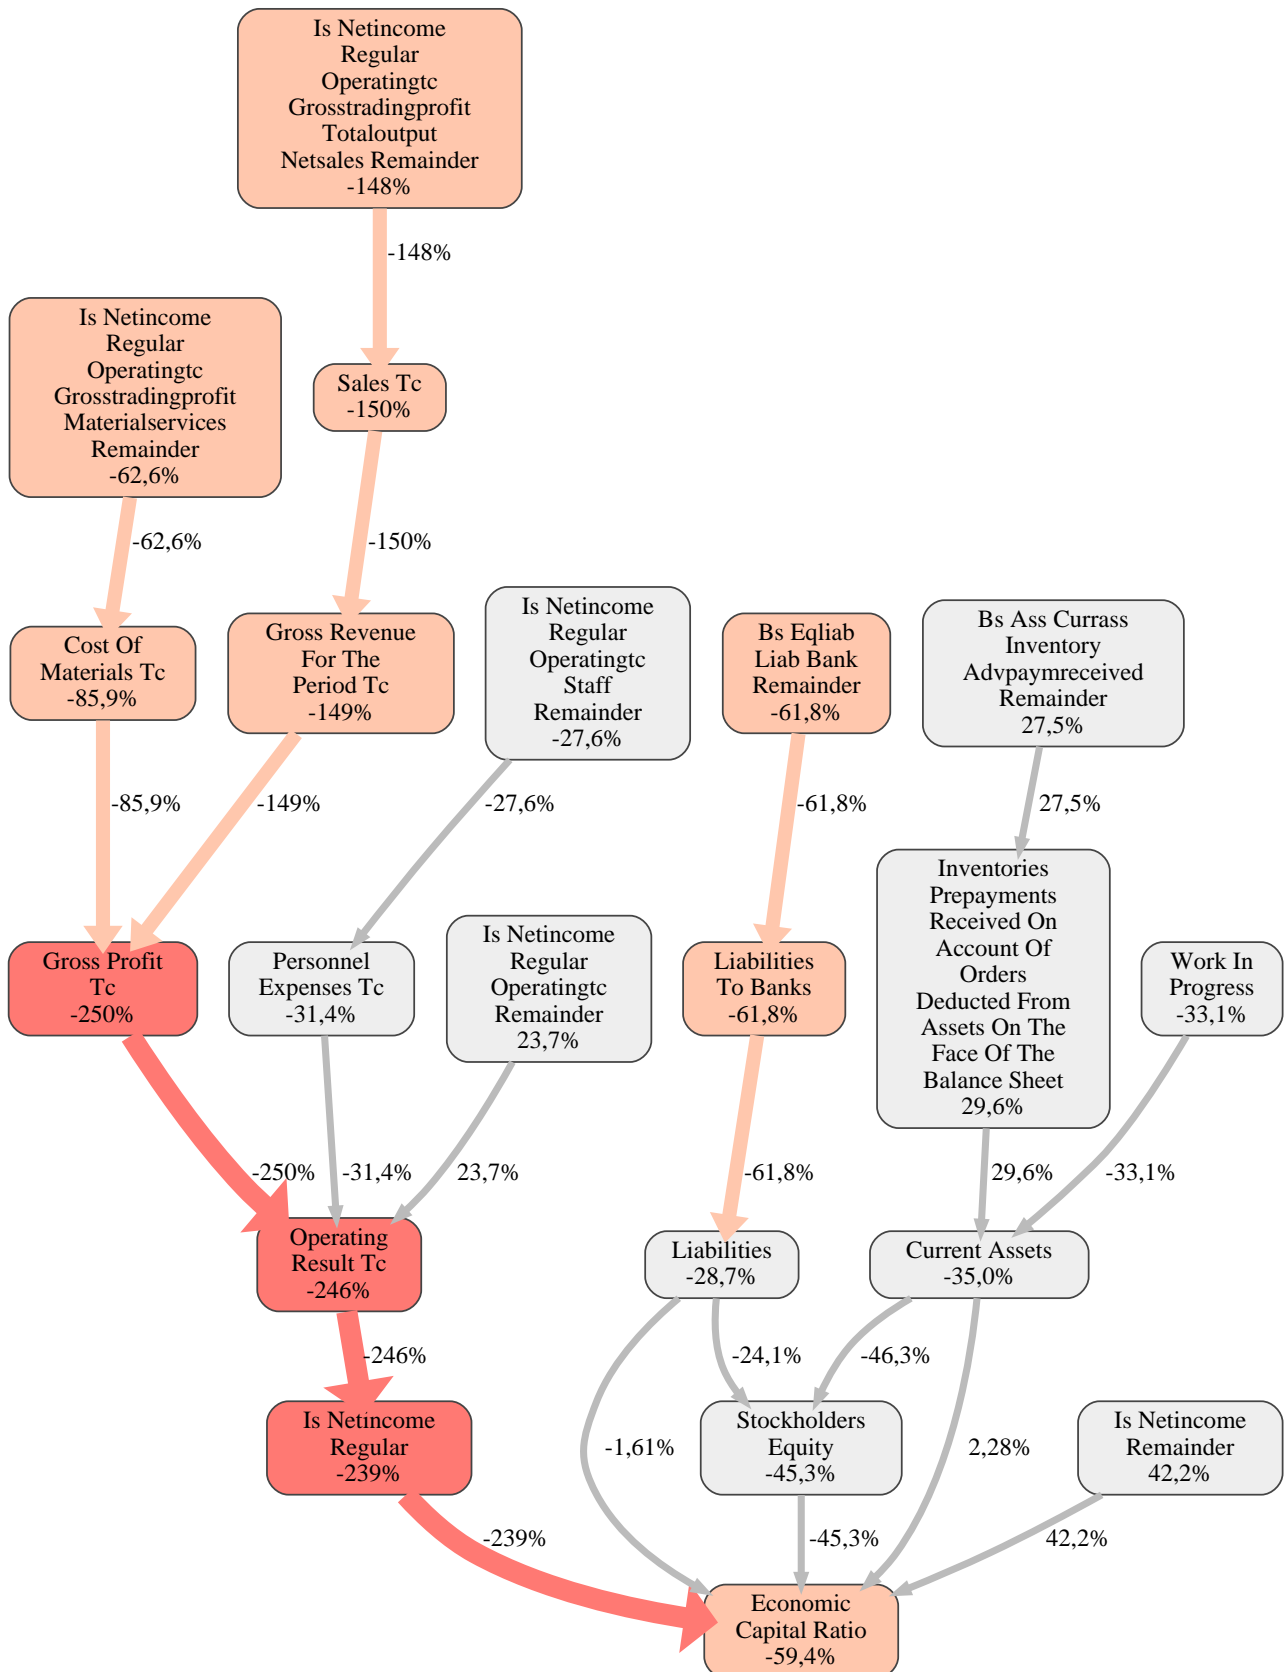 Is Netincome
Regular
Operatingtc
Grosstradingprofit
Totaloutput
Netsales Remainder
-148%
-148%
Is Netincome
Regular
Operatingtc
Grosstradingprofit
Materialservices
Remainder
-62,6%
Sales Tc
-150%
-62,6%
-150%
Cost Of
Materials Tc
-85,9%
Gross Revenue
For The
Period Tc
-149%
Is Netincome
Regular
Operatingtc
Staff
Remainder
-27,6%
Bs Eqliab
Liab Bank
Remainder
-61,8%
Bs Ass Currass
Inventory
Advpaymreceived
Remainder
27,5%
-85,9%
-149%
-27,6%
-61,8%
27,5%
Gross Profit
Tc
-250%
Personnel
Expenses Tc
-31,4%
Is Netincome
Regular
Operatingtc
Remainder
23,7%
Liabilities
To Banks
-61,8%
Inventories
Prepayments
Received On
Account Of
Orders
Deducted From
Assets On The
Face Of The
Balance Sheet
29,6%
Work In
Progress
-33,1%
-250%
-31,4%
23,7%
-61,8%
29,6%
-33,1%
Operating
Result Tc
-246%
Liabilities
-28,7%
Current Assets
-35,0%
-246%
-24,1%
-46,3%
Is Netincome
Regular
-239%
-1,61%
Stockholders
Equity
-45,3%
2,28%
Is Netincome
Remainder
42,2%
-239%
-45,3%
42,2%
Economic
Capital Ratio
-59,4%